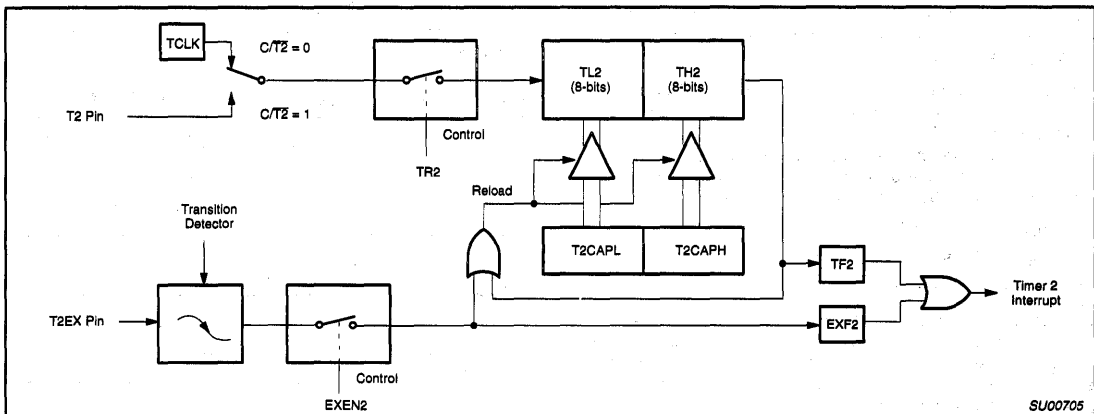 TCLK
C/T2 = 0
TL2
(8-bits)
TH2
(8-bits)
T2 Pin
C/T2 = 1
Control
TR2
Reload
Transition
Detector
T2CAPL
T2CAPH
TF2
Timer 2
Interrupt
T2EX Pin
EXF2
Control
EXEN2
SU00705